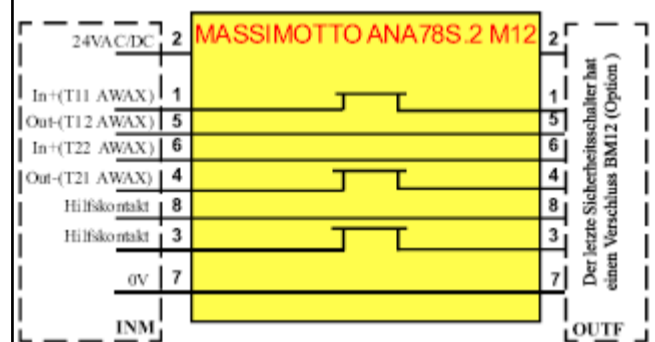 MASSIMOTTO ANA78S.2 M12
24VAC/DC 2 2
In+(T11 AWAX) 1 1
Out-(T12 AWAX) 5 5
In+(T22 AWAX) 6 6
Out-(T21 AWAX) 4 4
Hilfskontakt 8 8
Hilfskontakt 3 3
0V 7 7
INM
OUTF
Der letzte Sicherheitsschalter hat
einen Verschluss BM12 (Option )